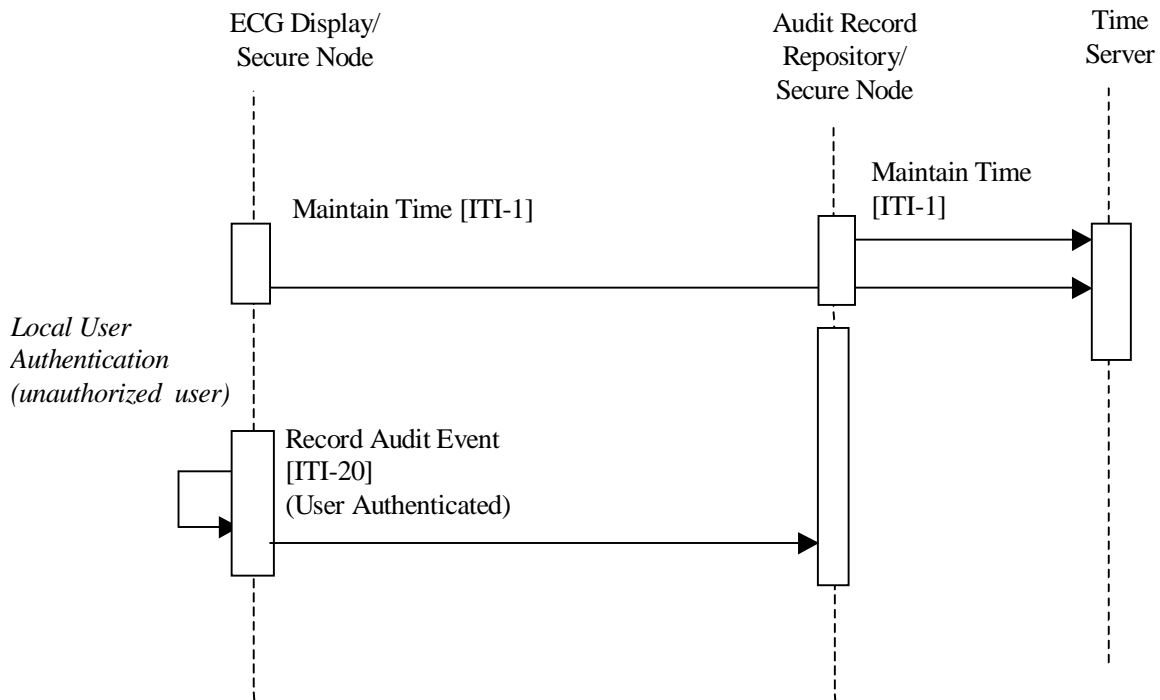 ECG Display/
Secure Node
Audit Record
Repository/
Secure Node
Time
Server
Maintain Time [ITI-1]
Maintain Time
[ITI-1]
Local User
Authentication
(unauthorized user)
Record Audit Event
[ITI-20]
(User Authenticated)